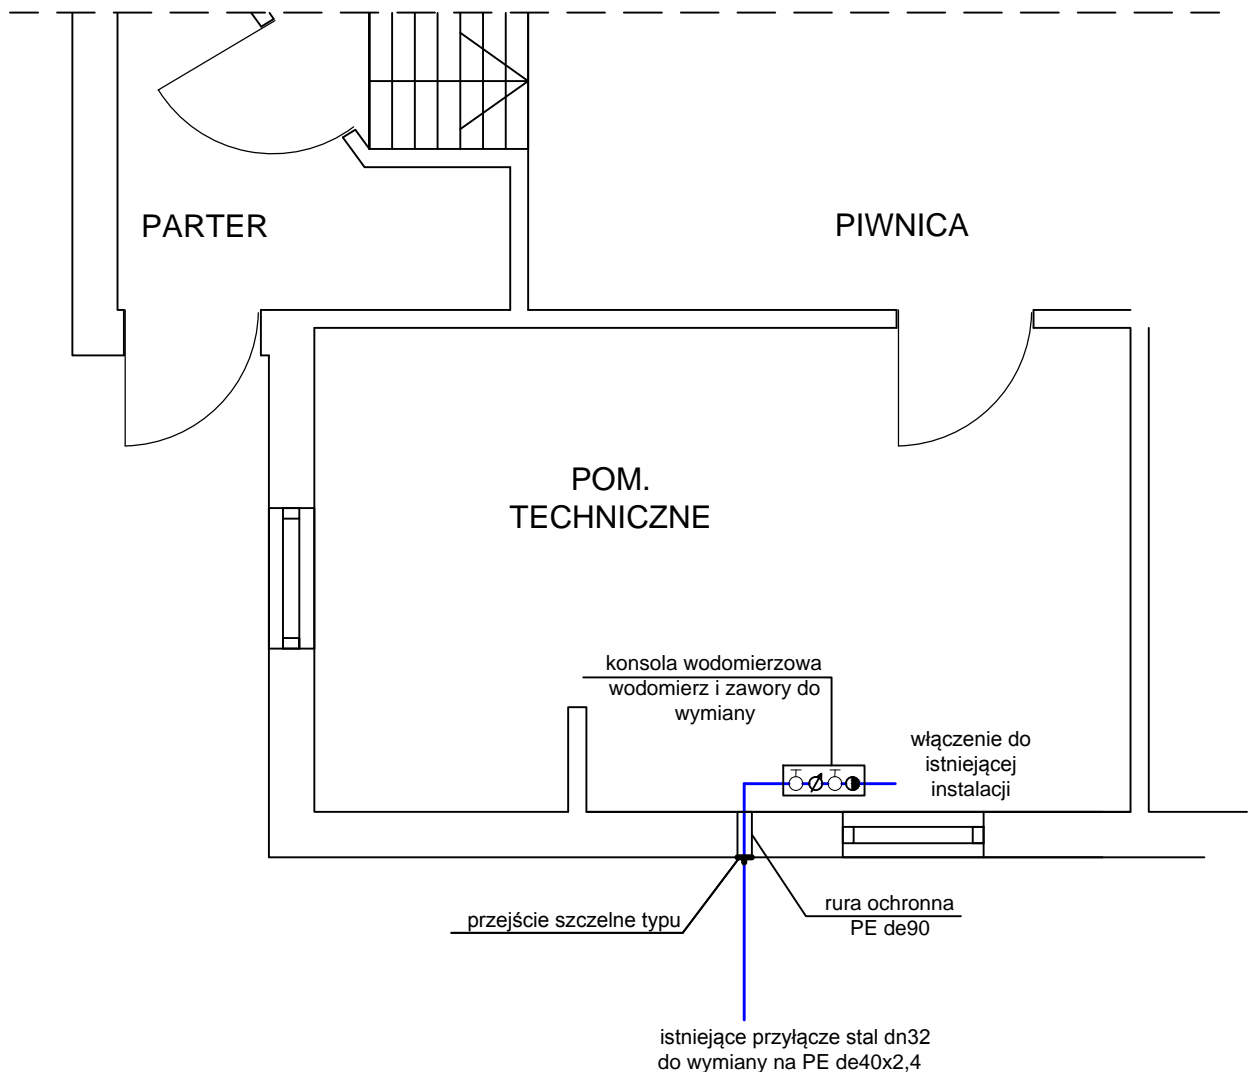 PARTER
PIWNICA
POM.
TECHNICZNE
konsola wodomierzowa
wodomierz i zawory do
wymiany
włączenie do
istniejącej
instalacji
rura ochronna
PE de90
przejście szczelne typu
istniejące przyłącze stal dn32
do wymiany na PE de40x2,4